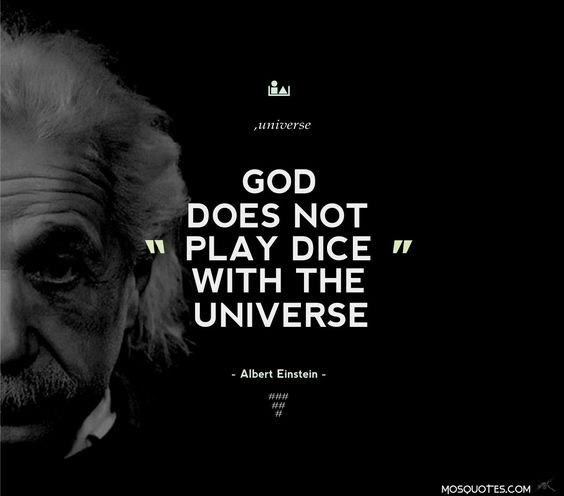 ,universe
GOD
DOES NOT
" PLAY DICE "
WITH THE
UNIVERSE
- Albert Einstein -
###
##
#
MOSQUOTES.COM